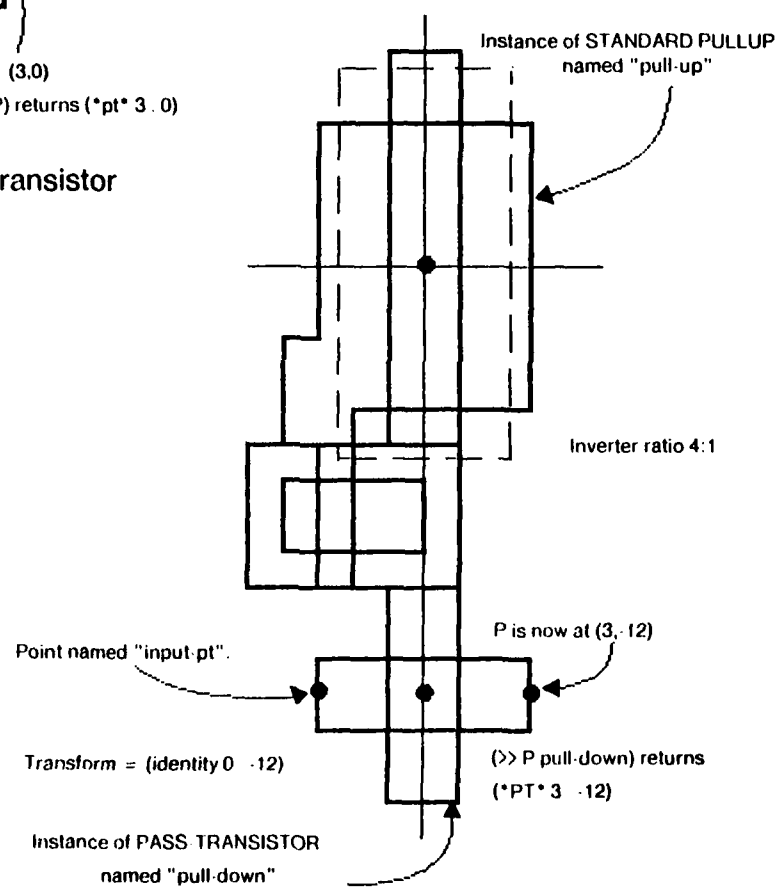 (3,0)
) returns (*pt* 3 . 0)
ransistor
Instance of STANDARD PULLUP
named "pull-up"
Inverter ratio 4:1
P is now at (3,-12)
Point named "input-pt".
Transform = (identity 0 -12)
(>> P pull-down) returns
(*PT* 3 -12)
Instance of PASS-TRANSISTOR
named "pull-down"